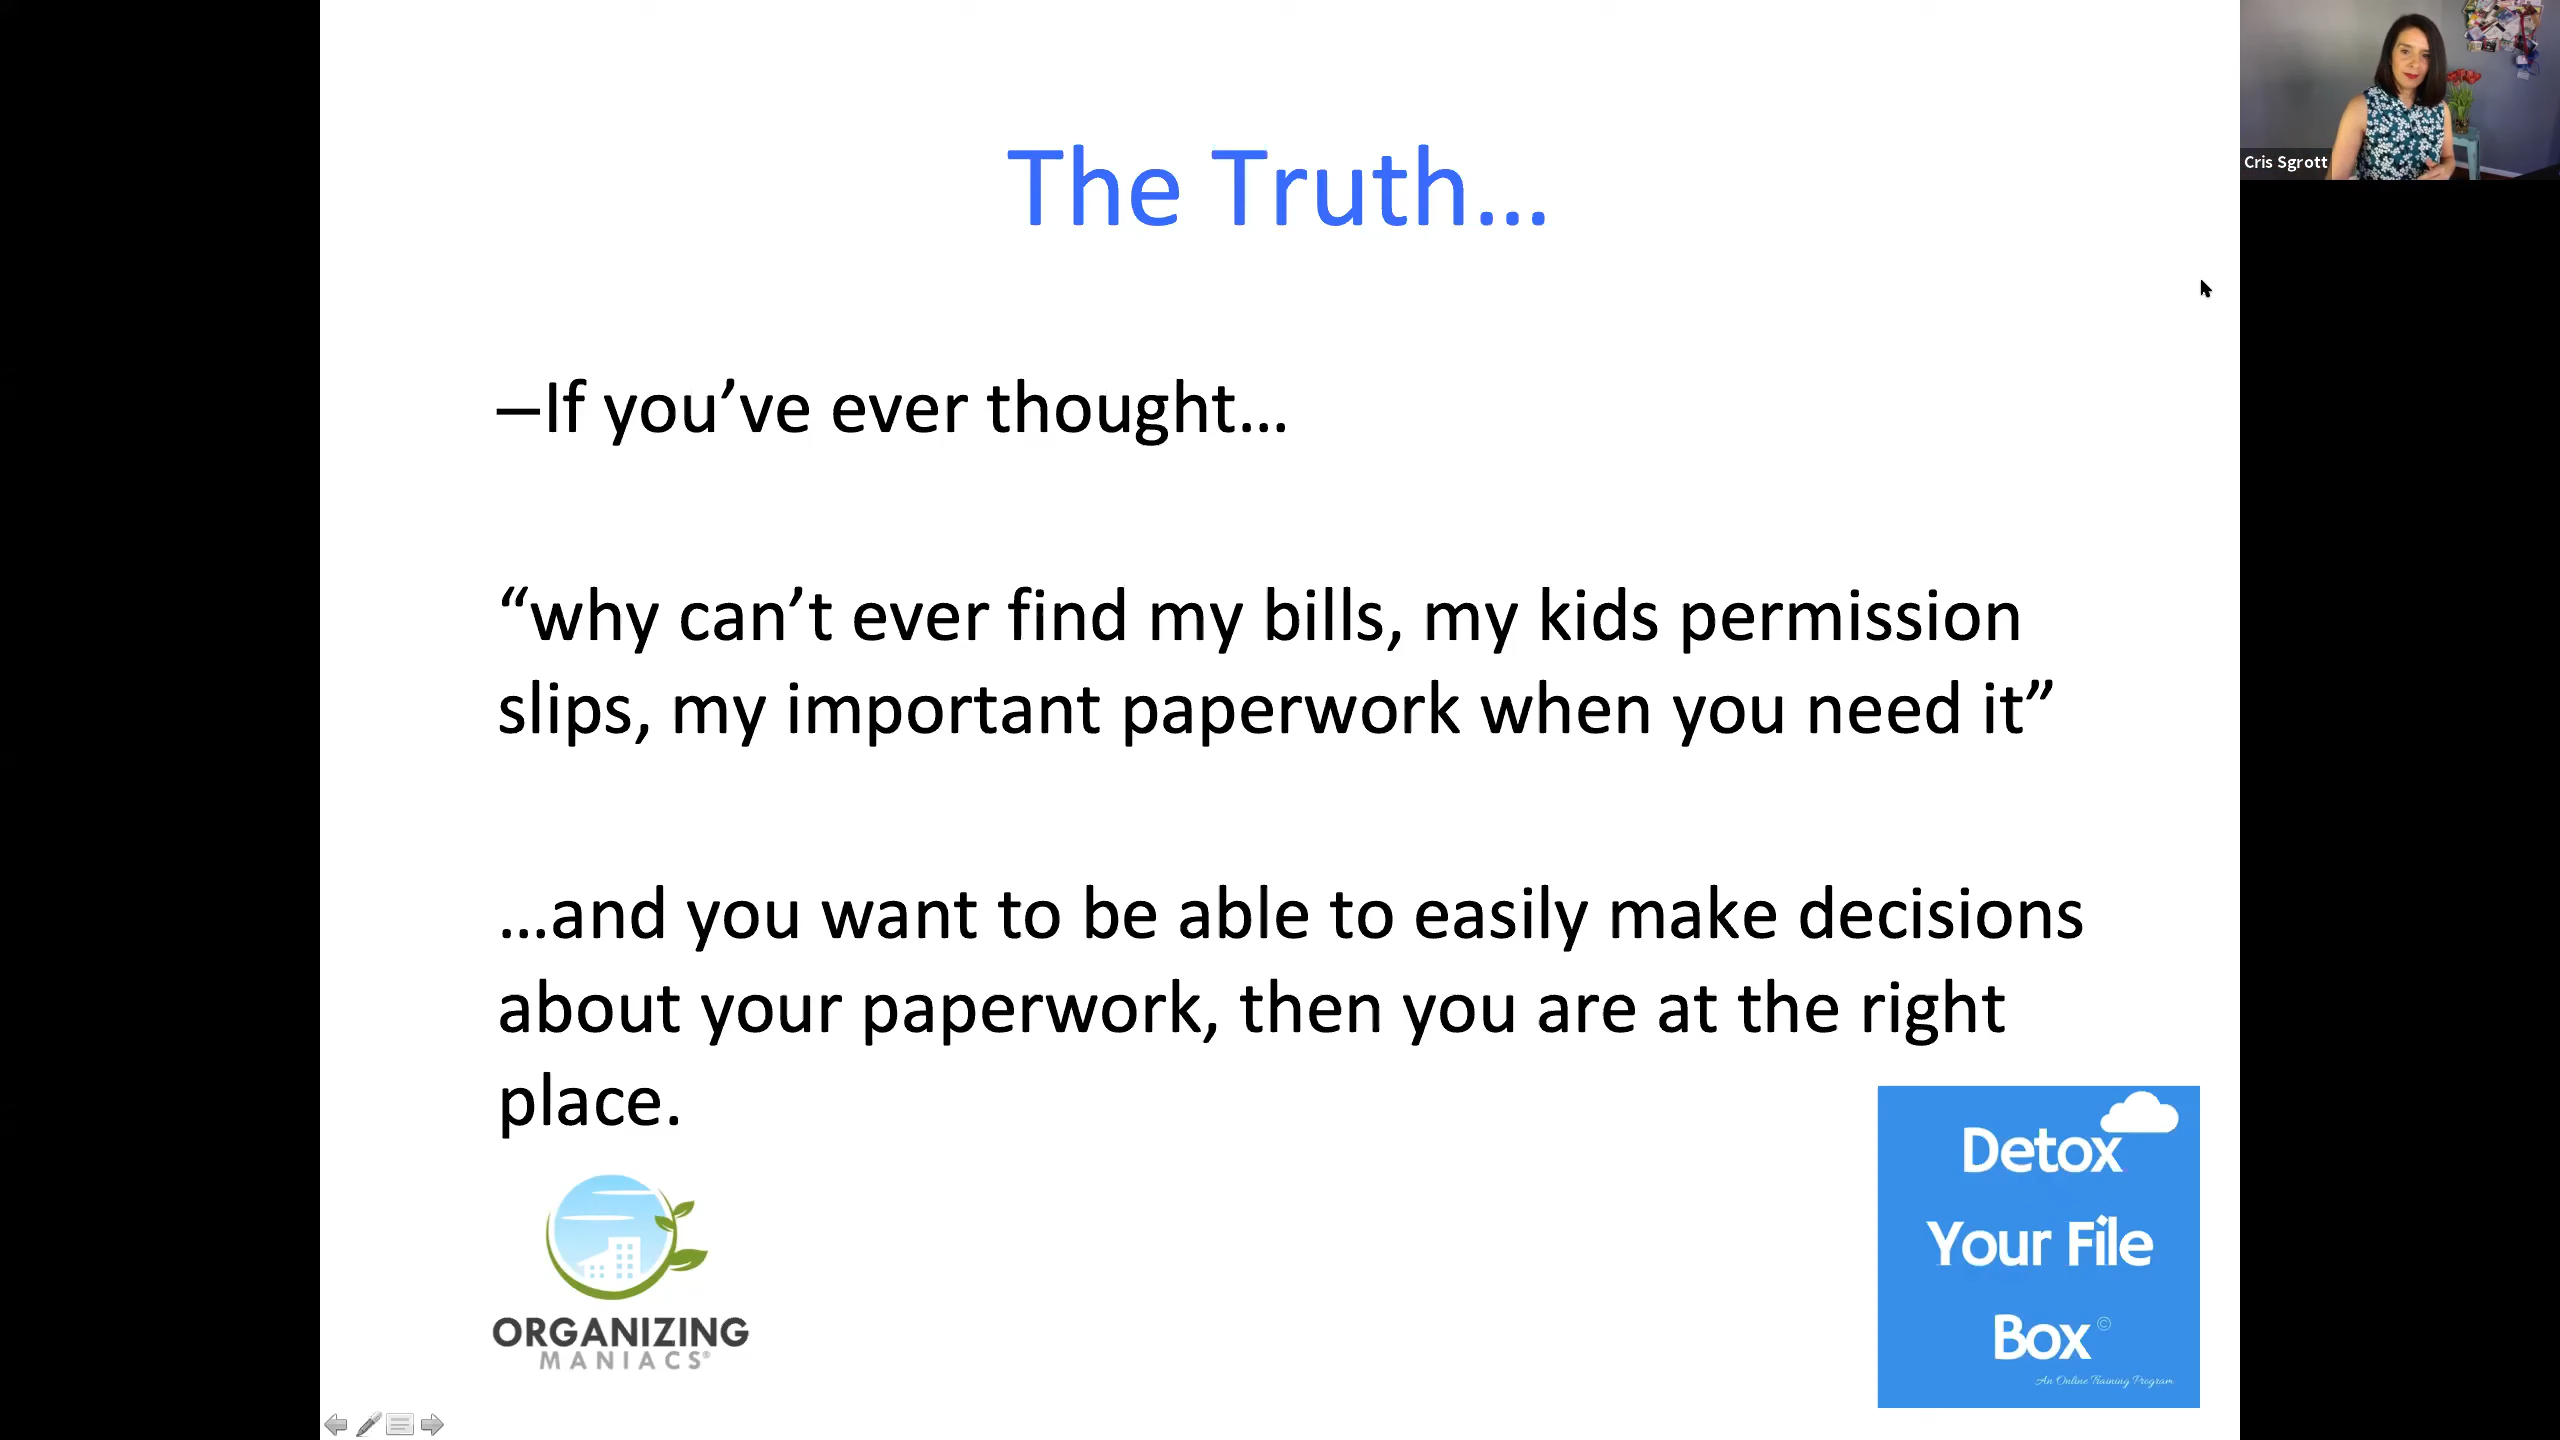 The Truth…
Cris Sgrott
–If you’ve ever thought…
“why can’t ever find my bills, my kids permission
slips, my important paperwork when you need it”
…and you want to be able to easily make decisions
about your paperwork, then you are at the right
place.
ORGANIZING
MANIACS®
Detox
Your File
Box©
An Online Training Program